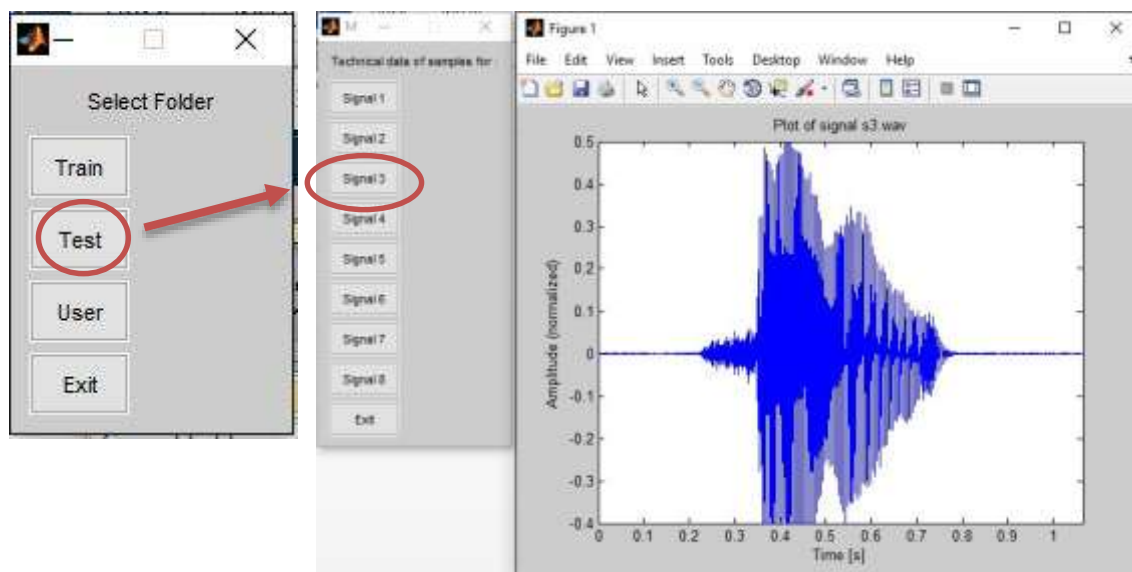 Select Folder
Train
Test
User
Exit
M
Technical data of samples for
Signal 1
Signal 2
Signal 3
Signal 4
Signal 5
Signal 6
Signal 7
Signal 8
Exit
Figure 1
File Edit View Insert Tools Desktop Window Help
Plot of signal s3.wav
Amplitude (normalized)
0.5
0.4
0.3
0.2
0.1
0
-0.1
-0.2
-0.3
-0.4
0 0.1 0.2 0.3 0.4 0.5 0.6 0.7 0.8 0.9 1
Time [s]